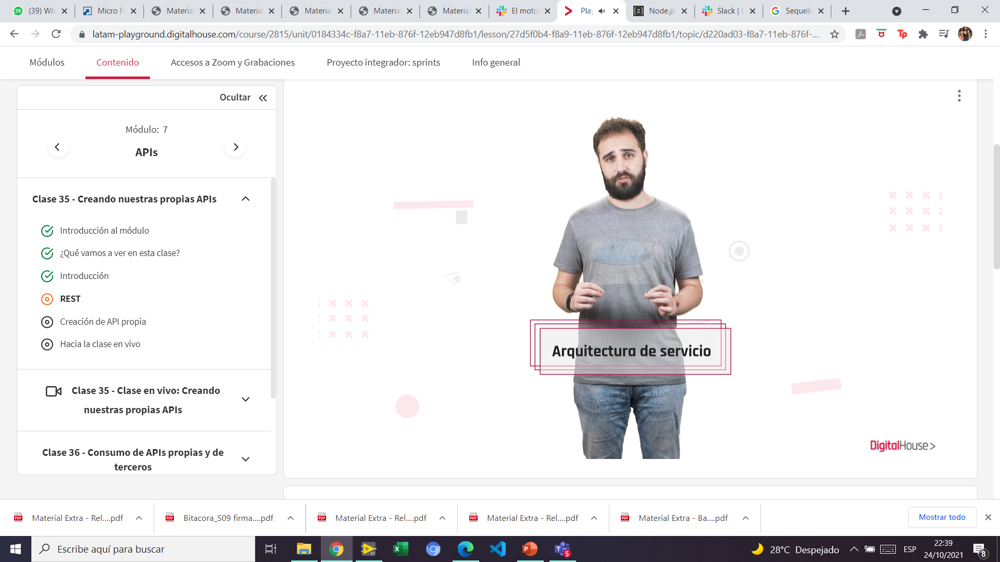 (39) Wh
Micro F
Material
Material
Material
Material
Material
El moto
Play
Node.js
Slack | C
Sequeli
latam-playground.digitalhouse.com/course/2815/unit/0184334c-f8a7-11eb-876f-12eb947d8fb1/lesson/27d5f0b4-f8a9-11eb-876f-12eb947d8fb1/topic/d220ad03-f8a7-11eb-876f-...
Módulos
Contenido
Accesos a Zoom y Grabaciones
Proyecto integrador: sprints
Info general
Ocultar
Módulo: 7
APIs
Clase 35 - Creando nuestras propias APIs
Introducción al módulo
¿Qué vamos a ver en esta clase?
Introducción
REST
Creación de API propia
Hacia la clase en vivo
Clase 35 - Clase en vivo: Creando
nuestras propias APIs
Clase 36 - Consumo de APIs propias y de
terceros
Arquitectura de servicio
DigitalHouse>
Material Extra - Rel....pdf
Bitacora_S09 firma....pdf
Material Extra - Rel....pdf
Material Extra - Rel....pdf
Material Extra - Ba....pdf
Mostrar todo
Escribe aquí para buscar
28°C Despejado
ESP
22:39
24/10/2021
8